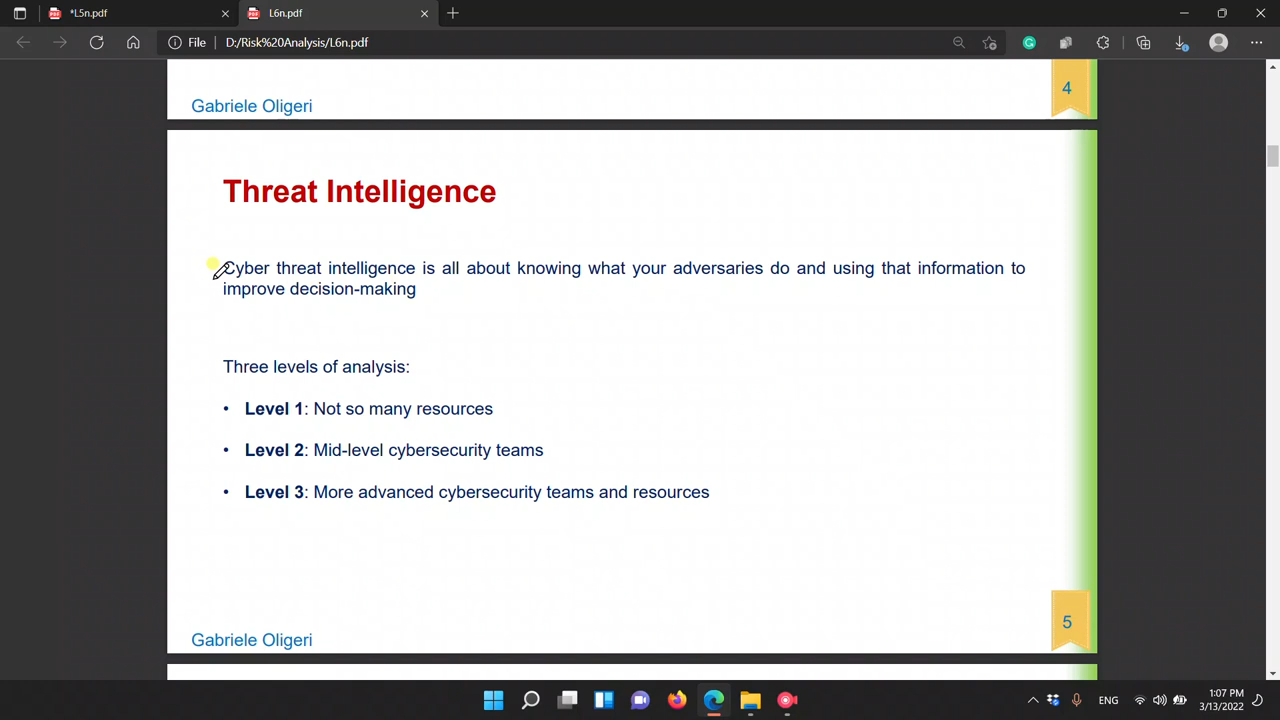 *L5n.pdf
L6n.pdf
File
D:/Risk%20Analysis/L6n.pdf
4
Gabriele Oligeri
Threat Intelligence
Cyber threat intelligence is all about knowing what your adversaries do and using that information to
improve decision-making
Three levels of analysis:
• Level 1: Not so many resources
• Level 2: Mid-level cybersecurity teams
• Level 3: More advanced cybersecurity teams and resources
5
Gabriele Oligeri
ENG
1:07 PM
3/13/2022